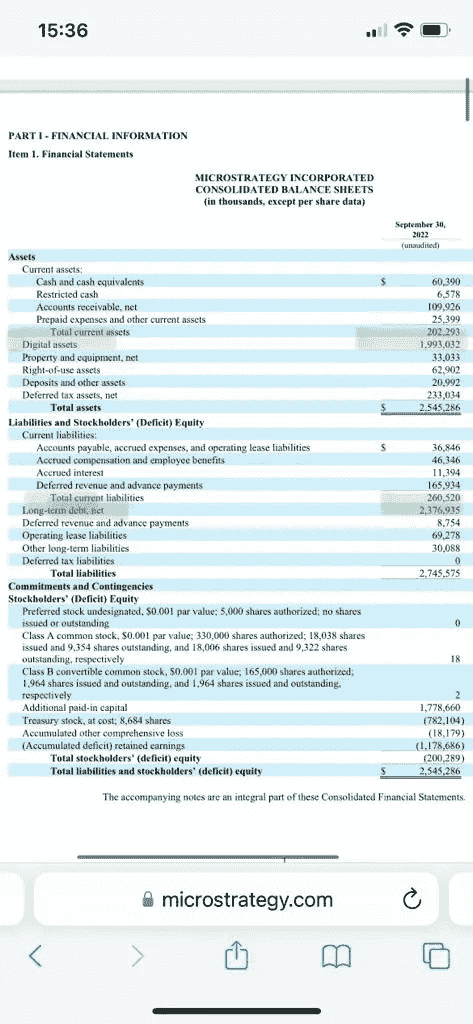 15:36
PART I - FINANCIAL INFORMATION
Item 1. Financial Statements
MICROSTRATEGY INCORPORATED
CONSOLIDATED BALANCE SHEETS
(in thousands, except per share data)
September 30,
2022
(unaudited)
Assets
Current assets:
Cash and cash equivalents $ 60,390
Restricted cash 6,578
Accounts receivable, net 109,926
Prepaid expenses and other current assets 25,399
Total current assets 202,293
Digital assets 1,993,032
Property and equipment, net 33,033
Right-of-use assets 62,902
Deposits and other assets 20,992
Deferred tax assets, net 233,034
Total assets $ 2,545,286
Liabilities and Stockholders' (Deficit) Equity
Current liabilities:
Accounts payable, accrued expenses, and operating lease liabilities $ 36,846
Accrued compensation and employee benefits 46,346
Accrued interest 11,394
Deferred revenue and advance payments 165,934
Total current liabilities 260,520
Long-term debt, net 2,376,935
Deferred revenue and advance payments 8,754
Operating lease liabilities 69,278
Other long-term liabilities 30,088
Deferred tax liabilities 0
Total liabilities 2,745,575
Commitments and Contingencies
Stockholders' (Deficit) Equity
Preferred stock undesignated, $0.001 par value; 5,000 shares authorized; no shares
issued or outstanding 0
Class A common stock, $0.001 par value; 330,000 shares authorized; 18,038 shares
issued and 9,354 shares outstanding, and 18,006 shares issued and 9,322 shares
outstanding, respectively 18
Class B convertible common stock, $0.001 par value; 165,000 shares authorized;
1,964 shares issued and outstanding, and 1,964 shares issued and outstanding,
respectively 2
Additional paid-in capital 1,778,660
Treasury stock, at cost; 8,684 shares (782,104)
Accumulated other comprehensive loss (18,179)
(Accumulated deficit) retained earnings (1,178,686)
Total stockholders' (deficit) equity (200,289)
Total liabilities and stockholders' (deficit) equity $ 2,545,286
The accompanying notes are an integral part of these Consolidated Financial Statements.
microstrategy.com